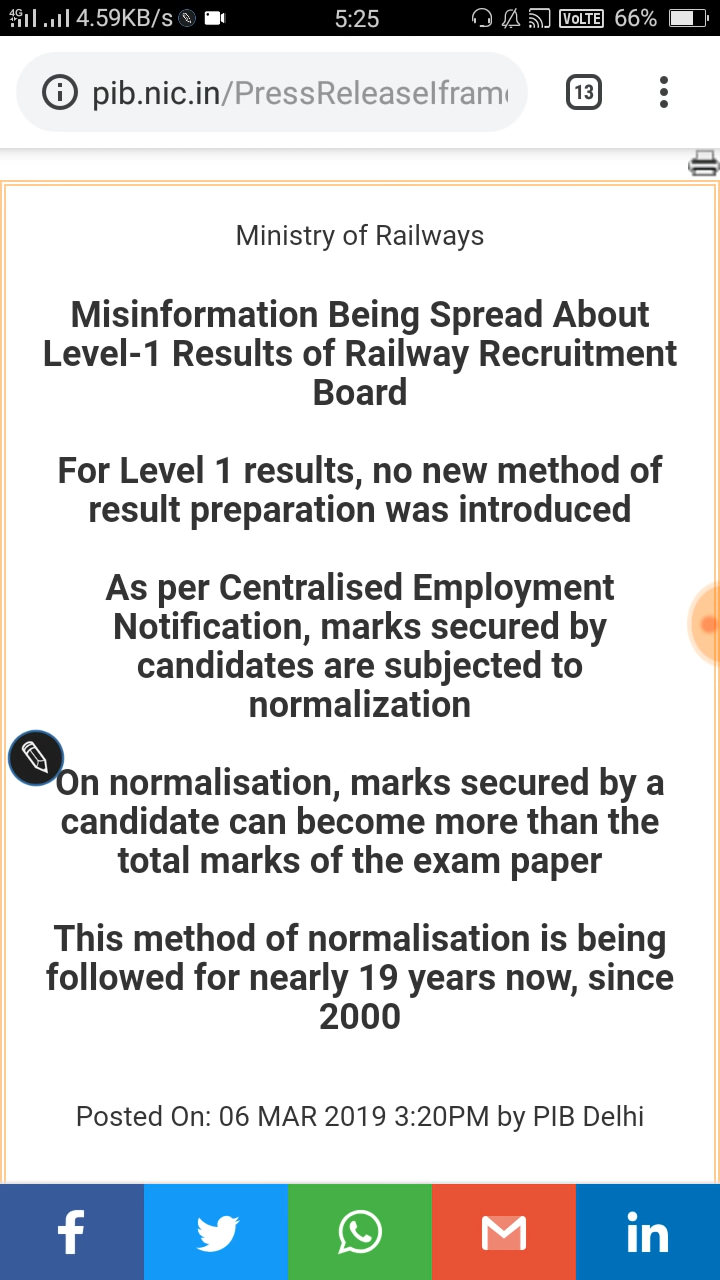 4G 4.59KB/s 5:25 VoLTE 66%
pib.nic.in/PressReleaseIfram
13
Ministry of Railways
Misinformation Being Spread About
Level-1 Results of Railway Recruitment
Board
For Level 1 results, no new method of
result preparation was introduced
As per Centralised Employment
Notification, marks secured by
candidates are subjected to
normalization
On normalisation, marks secured by a
candidate can become more than the
total marks of the exam paper
This method of normalisation is being
followed for nearly 19 years now, since
2000
Posted On: 06 MAR 2019 3:20PM by PIB Delhi